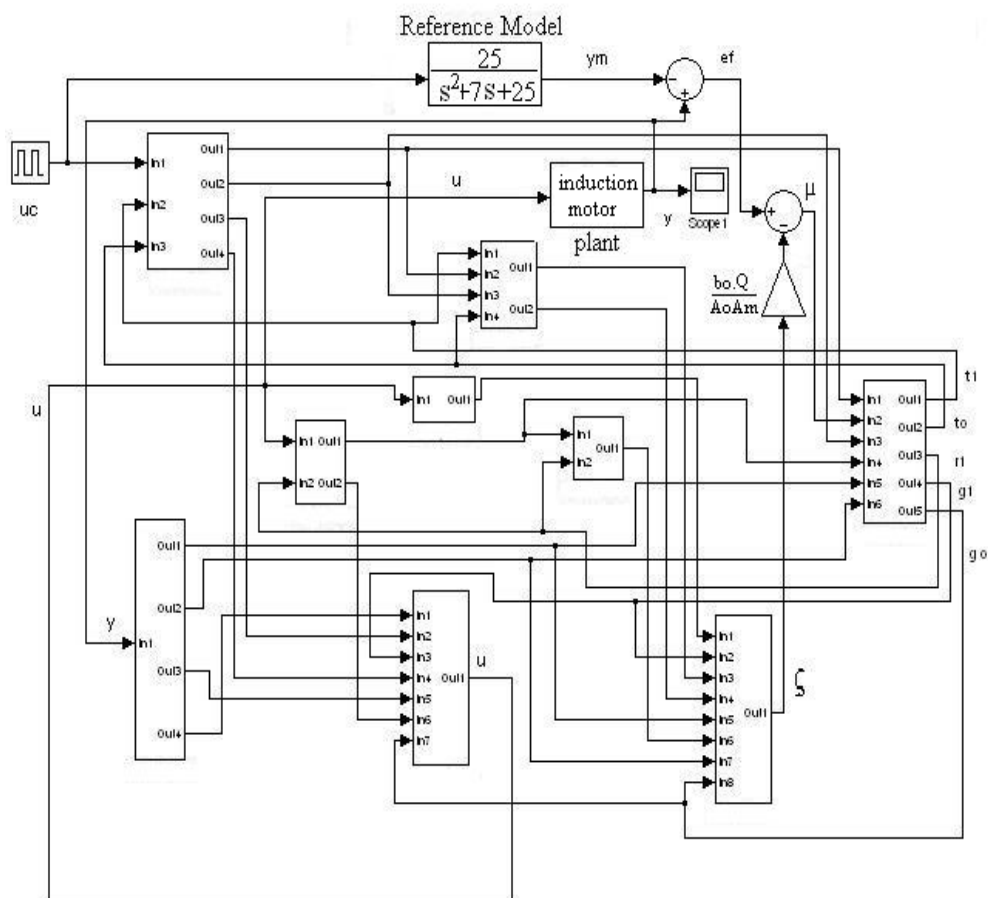 Reference Model
25
s²+7s+25
ym
ef
uc
In1
In2
In3
Out1
Out2
Out3
Out4
u
induction
motor
plant
y
Scope1
μ
bo.Q
AoAm
In1
In2
In3
In4
Out1
Out2
In1
Out1
u
In1
In2
Out1
Out2
In1
In2
Out1
In1
In2
In3
In4
In5
In6
Out1
Out2
Out3
Out4
Out5
t1
to
r1
g1
go
y
In1
Out1
Out2
Out3
Out4
In1
In2
In3
In4
In5
In6
In7
Out1
u
In1
In2
In3
In4
In5
In6
In7
In8
Out1
ζ